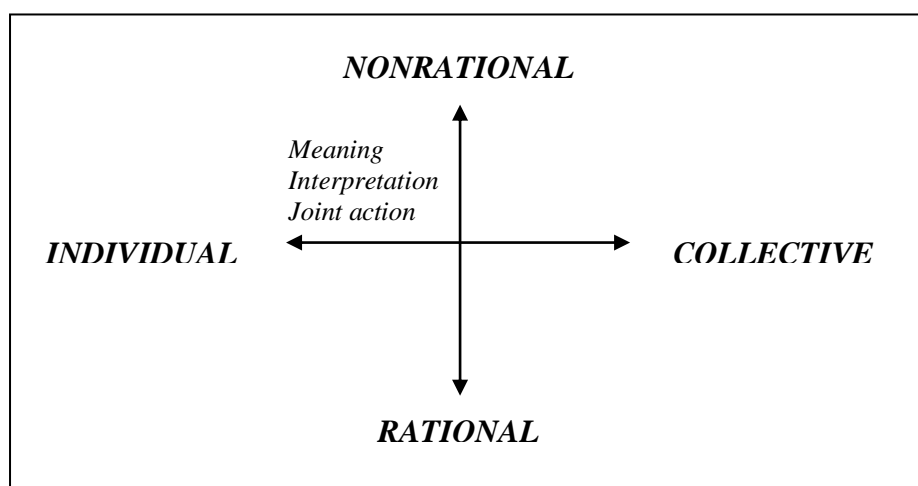 NONRATIONAL
Meaning
Interpretation
Joint action
INDIVIDUAL COLLECTIVE
RATIONAL